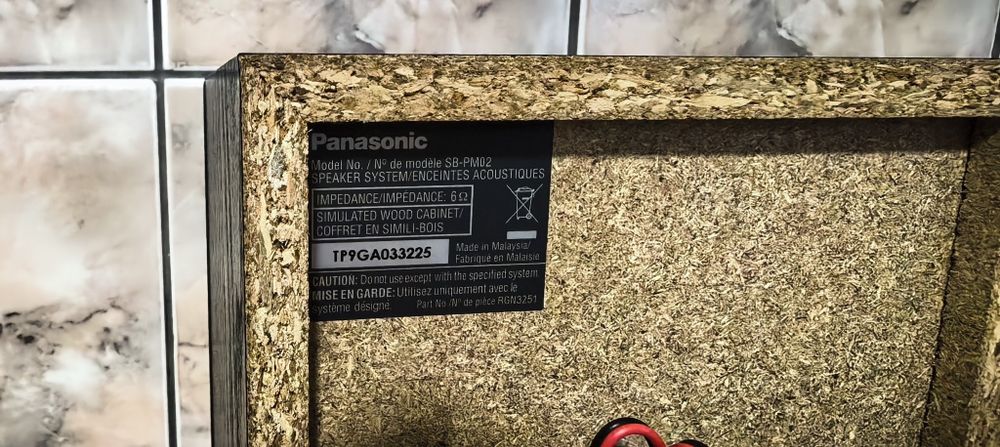 Panasonic
Model No. / Nº de modèle SB-PM02
SPEAKER SYSTEM/ENCEINTES ACOUSTIQUES
IMPEDANCE/IMPÉDANCE: 6Ω
SIMULATED WOOD CABINET/
COFFRET EN SIMILI-BOIS
TP9GA033225
Made in Malaysia/
Fabriqué en Malaisie
CAUTION: Do not use except with the specified system.
MISE EN GARDE: Utilisez uniquement avec le
système désigné.
Part No./Nº de pièce RGN3251